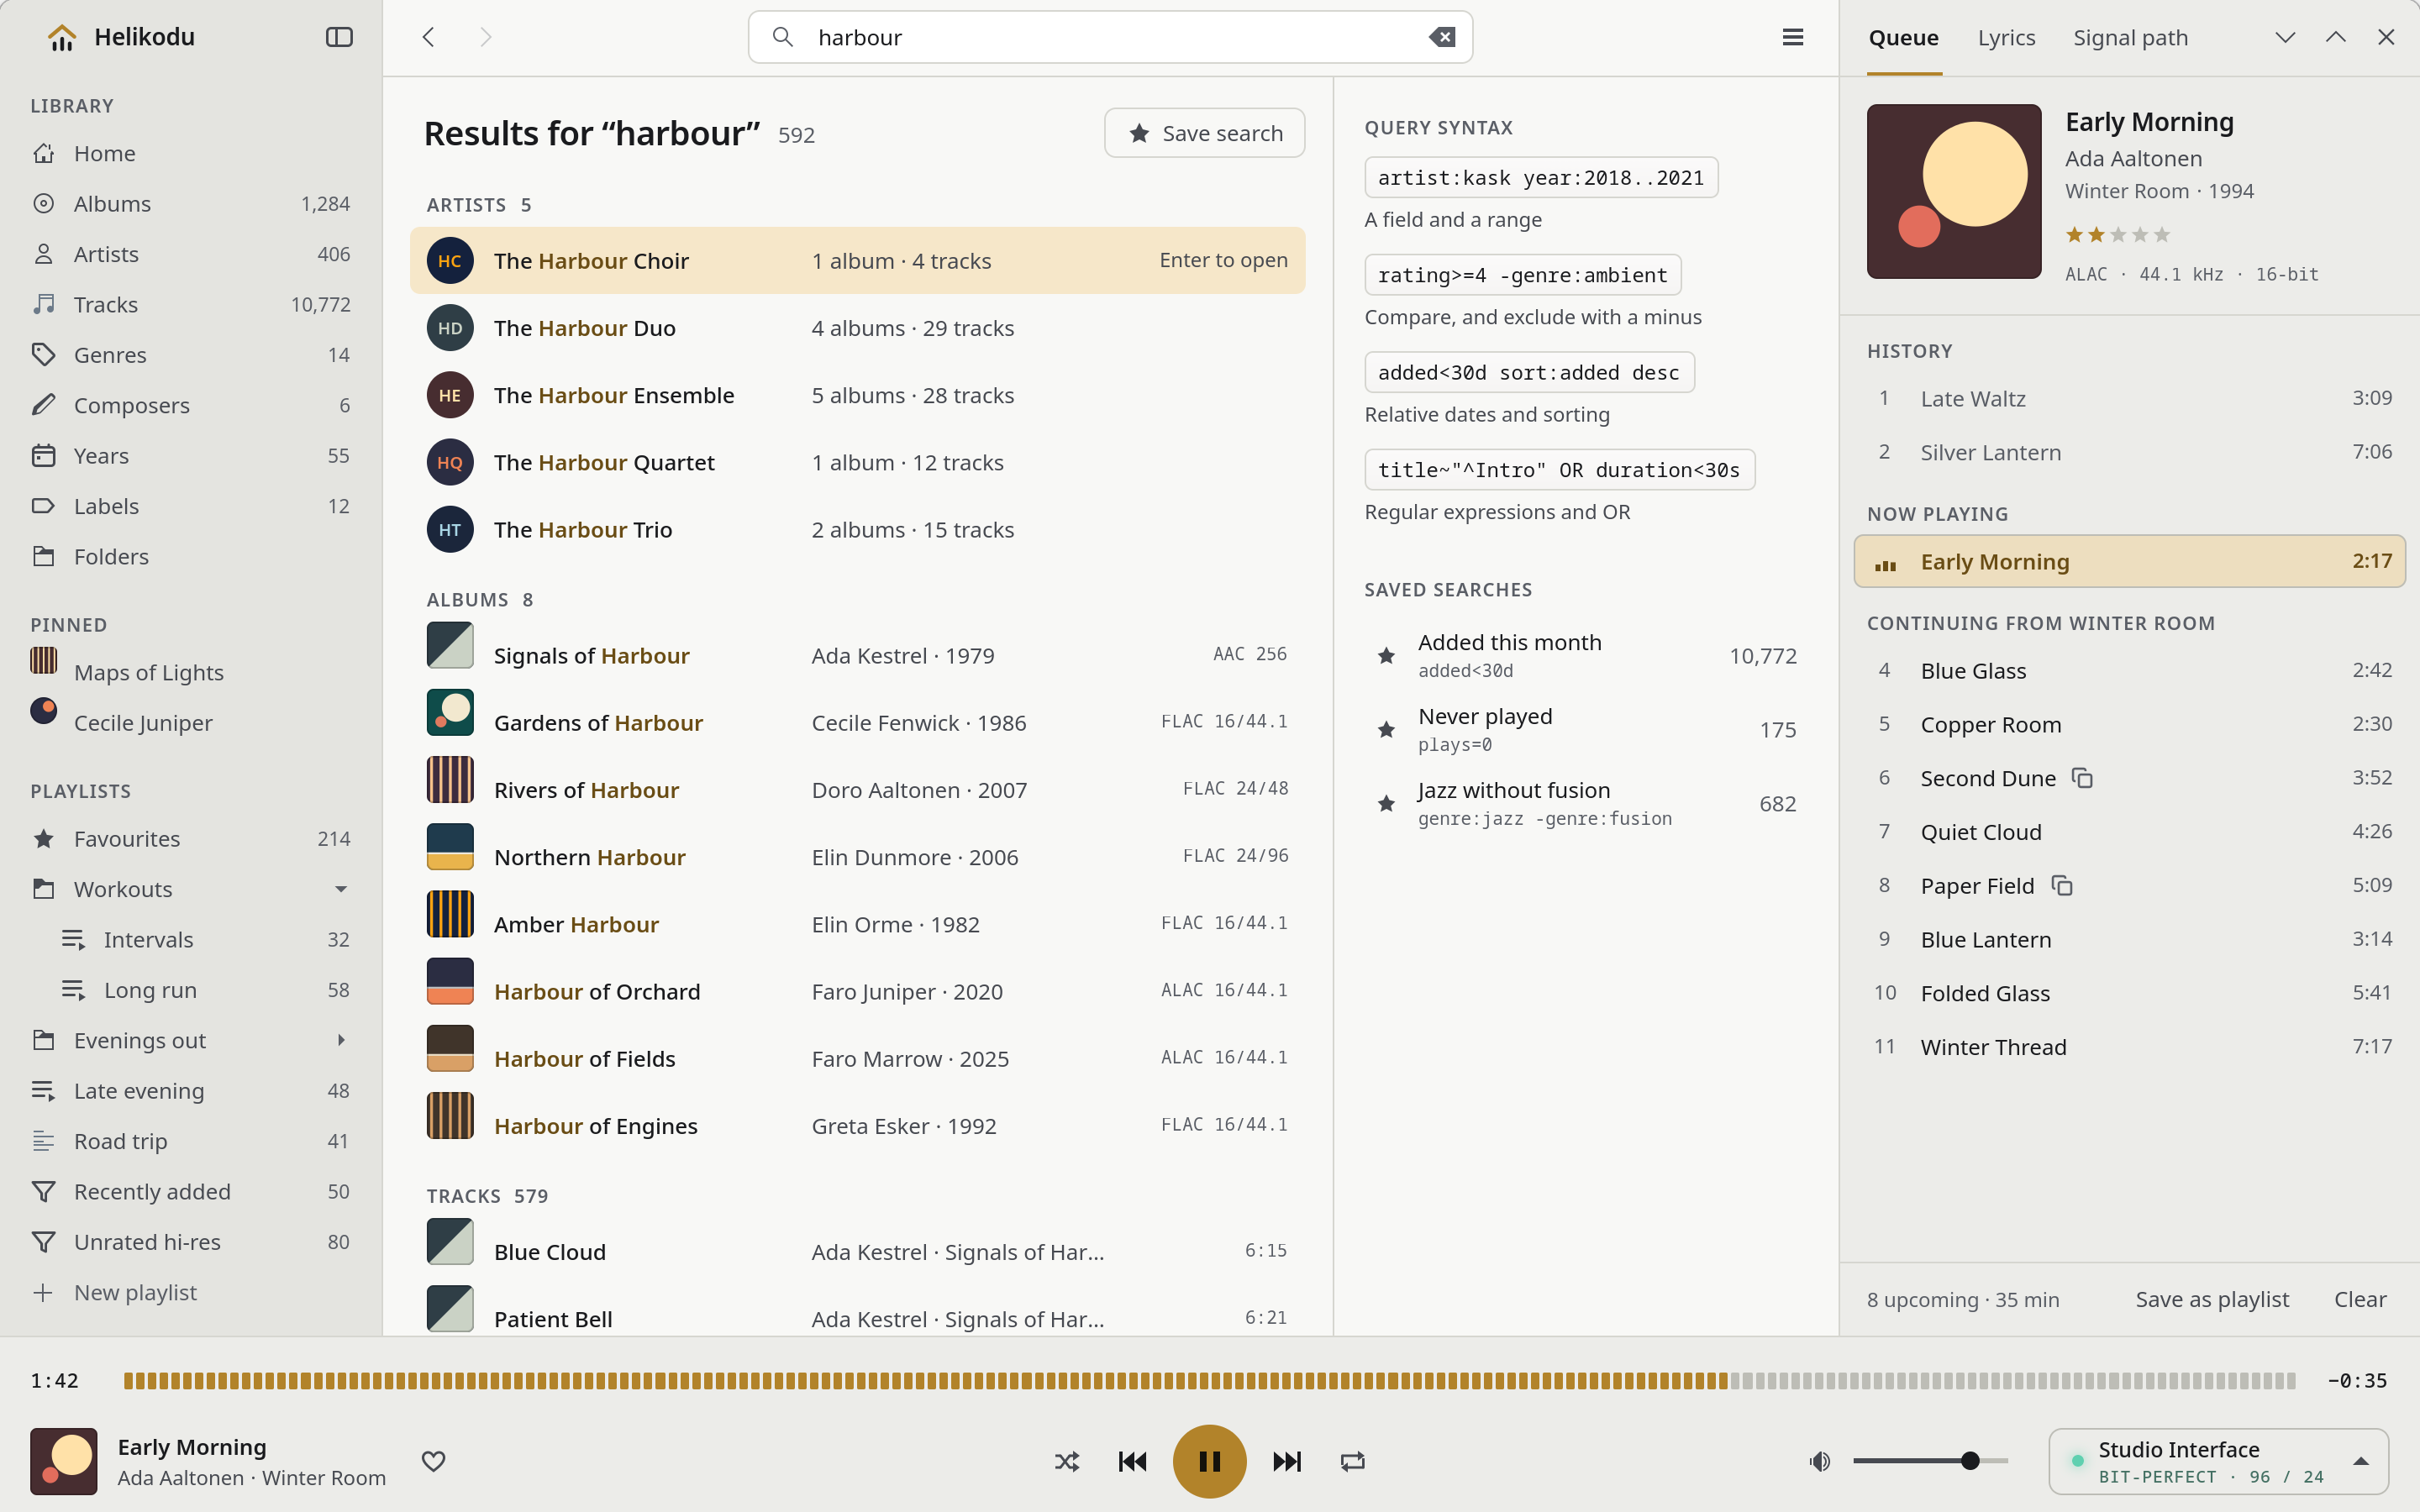 Helikodu
LIBRARY
Home
Albums 1,284
Artists 406
Tracks 10,772
Genres 14
Composers 6
Years 55
Labels 12
Folders
PINNED
Maps of Lights
Cecile Juniper
PLAYLISTS
Favourites 214
Workouts
Intervals 32
Long run 58
Evenings out
Late evening 48
Road trip 41
Recently added 50
Unrated hi-res 80
New playlist
harbour
Results for “harbour” 592
Save search
ARTISTS 5
HC The Harbour Choir 1 album · 4 tracks Enter to open
HD The Harbour Duo 4 albums · 29 tracks
HE The Harbour Ensemble 5 albums · 28 tracks
HQ The Harbour Quartet 1 album · 12 tracks
HT The Harbour Trio 2 albums · 15 tracks
ALBUMS 8
Signals of Harbour Ada Kestrel · 1979 AAC 256
Gardens of Harbour Cecile Fenwick · 1986 FLAC 16/44.1
Rivers of Harbour Doro Aaltonen · 2007 FLAC 24/48
Northern Harbour Elin Dunmore · 2006 FLAC 24/96
Amber Harbour Elin Orme · 1982 FLAC 16/44.1
Harbour of Orchard Faro Juniper · 2020 ALAC 16/44.1
Harbour of Fields Faro Marrow · 2025 ALAC 16/44.1
Harbour of Engines Greta Esker · 1992 FLAC 16/44.1
TRACKS 579
Blue Cloud Ada Kestrel · Signals of Har… 6:15
Patient Bell Ada Kestrel · Signals of Har… 6:21
QUERY SYNTAX
artist:kask year:2018..2021
A field and a range
rating>=4 -genre:ambient
Compare, and exclude with a minus
added<30d sort:added desc
Relative dates and sorting
title~"^Intro" OR duration<30s
Regular expressions and OR
SAVED SEARCHES
Added this month 10,772
added<30d
Never played 175
plays=0
Jazz without fusion 682
genre:jazz -genre:fusion
Queue Lyrics Signal path
Early Morning
Ada Aaltonen
Winter Room · 1994
ALAC · 44.1 kHz · 16-bit
HISTORY
1 Late Waltz 3:09
2 Silver Lantern 7:06
NOW PLAYING
Early Morning 2:17
CONTINUING FROM WINTER ROOM
4 Blue Glass 2:42
5 Copper Room 2:30
6 Second Dune 3:52
7 Quiet Cloud 4:26
8 Paper Field 5:09
9 Blue Lantern 3:14
10 Folded Glass 5:41
11 Winter Thread 7:17
8 upcoming · 35 min Save as playlist Clear
1:42 −0:35
Early Morning
Ada Aaltonen · Winter Room
Studio Interface
BIT-PERFECT · 96 / 24